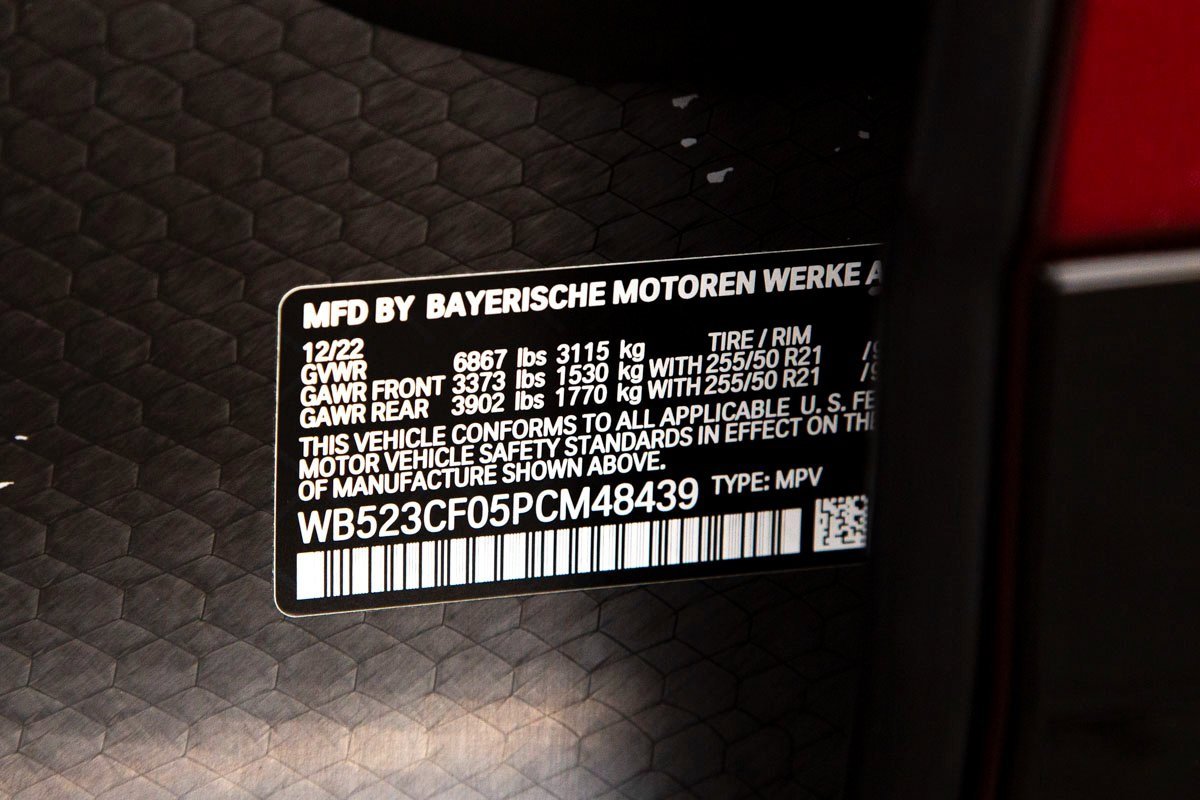 MFD BY BAYERISCHE MOTOREN WERKE A
12/22 TIRE / RIM
GVWR 6867 lbs 3115 kg
GAWR FRONT 3373 lbs 1530 kg WITH 255/50 R21
GAWR REAR 3902 lbs 1770 kg WITH 255/50 R21
THIS VEHICLE CONFORMS TO ALL APPLICABLE U. S. FE
MOTOR VEHICLE SAFETY STANDARDS IN EFFECT ON THE
OF MANUFACTURE SHOWN ABOVE.
WB523CF05PCM48439 TYPE: MPV